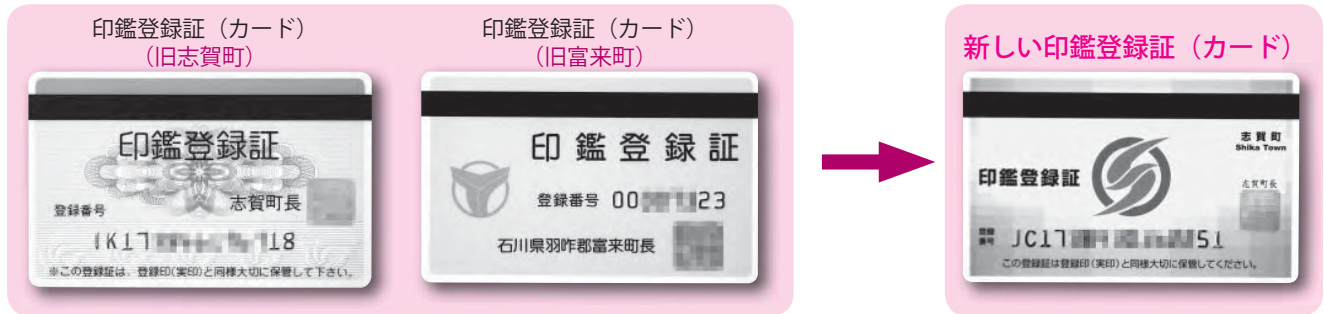 印鑑登録証（カード）
（旧志賀町）
印鑑登録証
登録番号
志賀町長
1K17
18
※この登録証は、登録印(実印)と同様大切に保管して下さい。
印鑑登録証（カード）
（旧富来町）
印鑑登録証
登録番号 00
23
石川県羽咋郡富来町長
新しい印鑑登録証（カード）
志賀町
Shika Town
印鑑登録証
志賀町長
登録番号
JC17
51
この登録証は登録印(実印)と同様大切に保管してください。